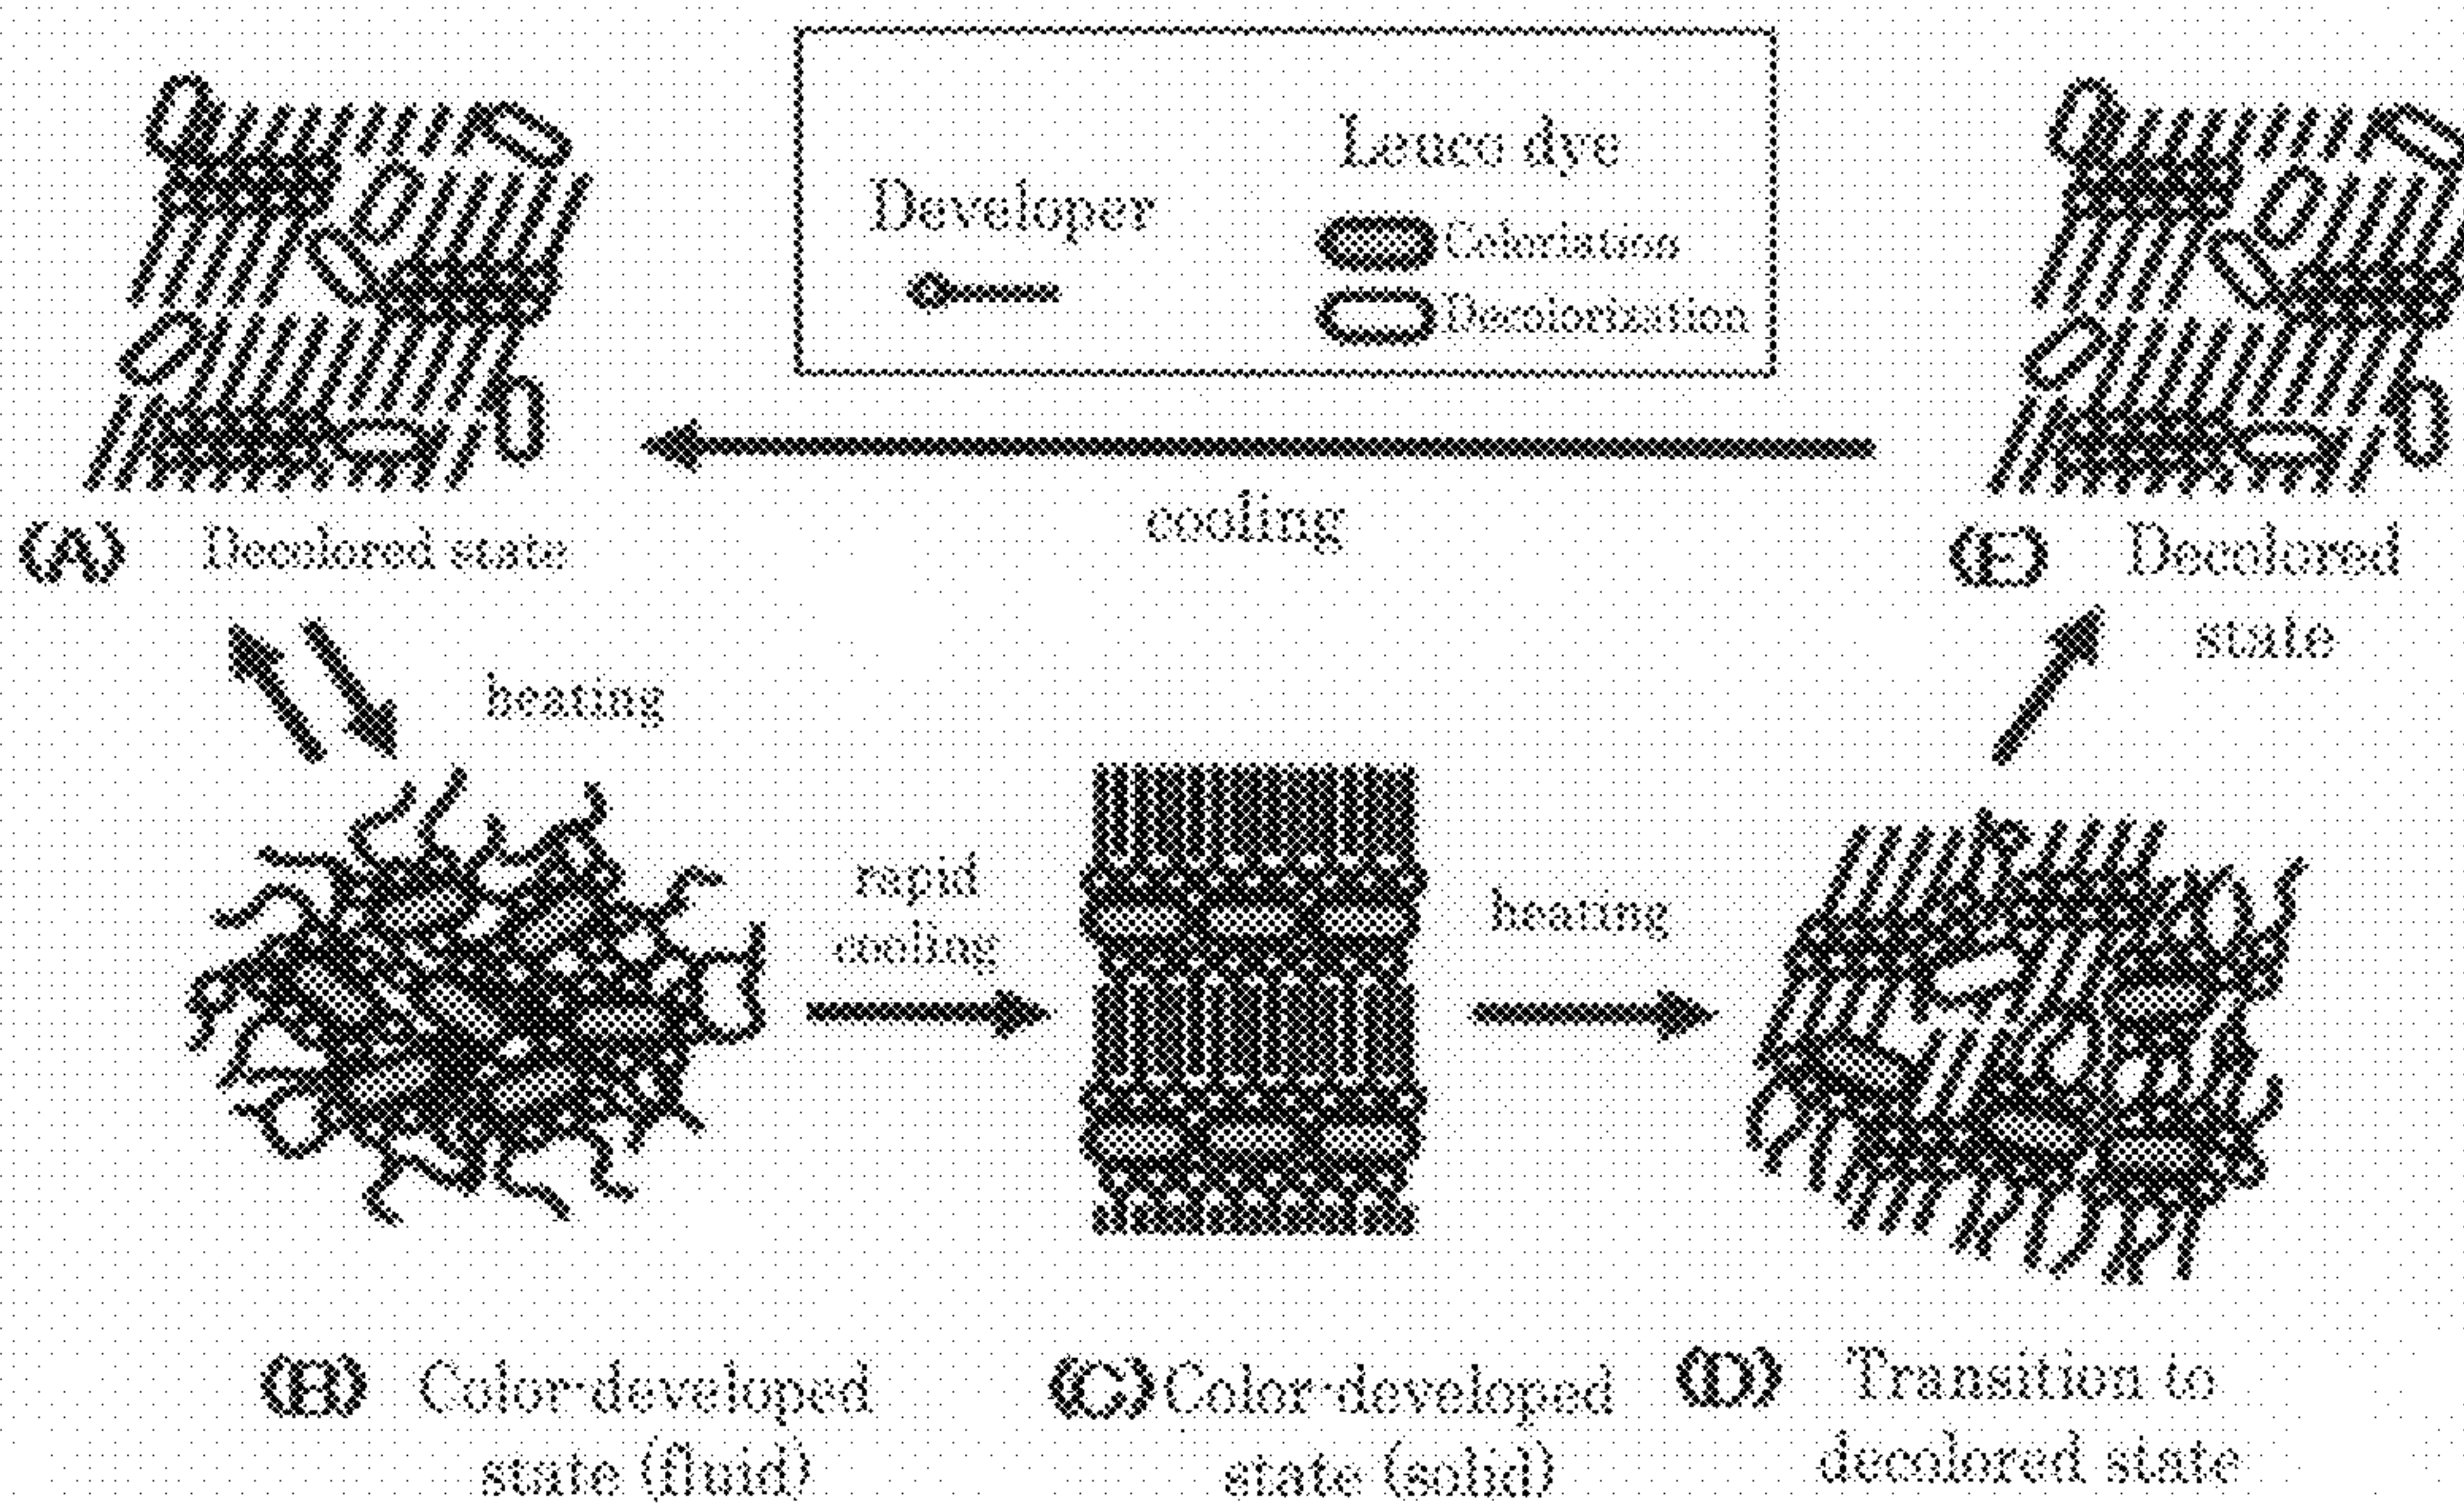 Leuco dye
Developer
Coloriation
Decolorization
cooling
(A) Decolored state
(E) Decolored
state
heating
rapid
cooling
heating
(B) Color-developed
state (fluid)
(C) Color-developed
state (solid)
(D) Transition to
decolored state